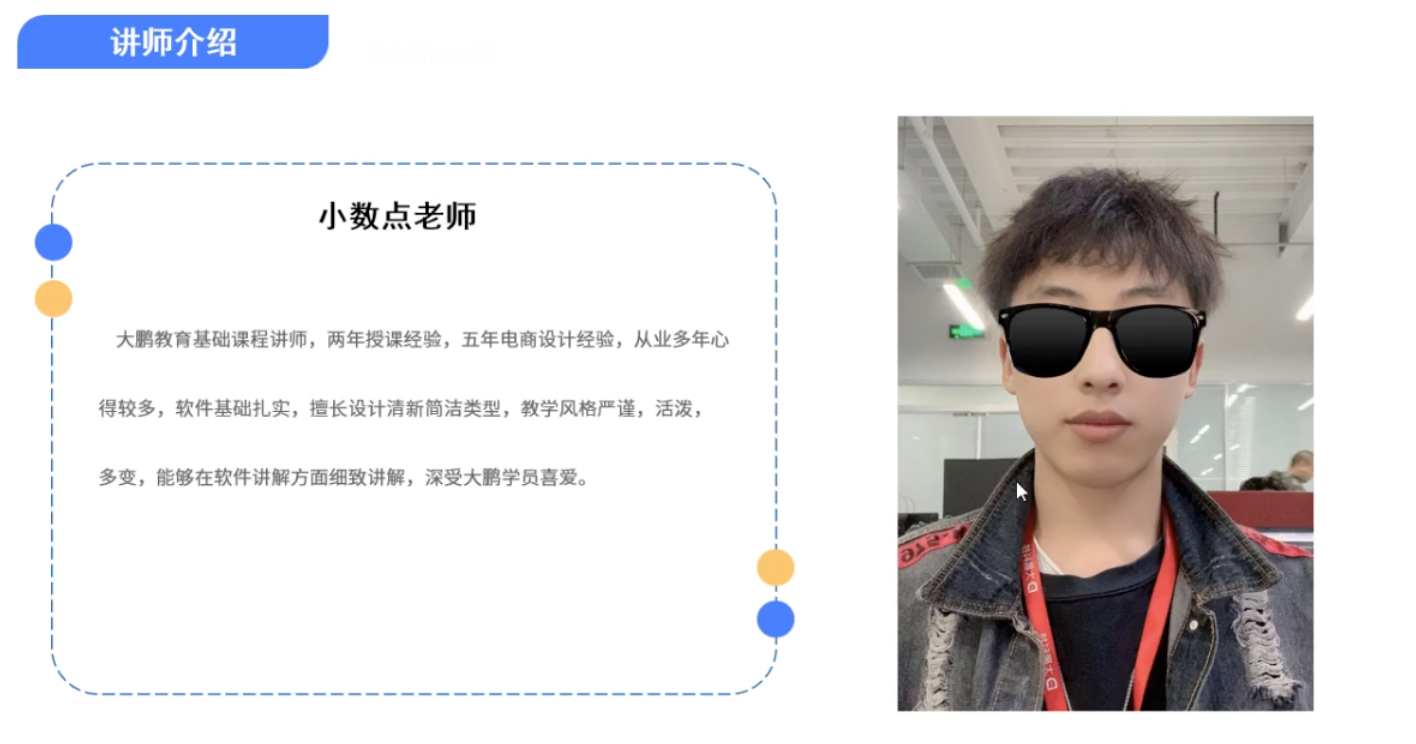 讲师介绍
小数点老师
大鹏教育基础课程讲师，两年授课经验，五年电商设计经验，从业多年心
得较多，软件基础扎实，擅长设计清新简洁类型，教学风格严谨，活泼，
多变，能够在软件讲解方面细致讲解，深受大鹏学员喜爱。